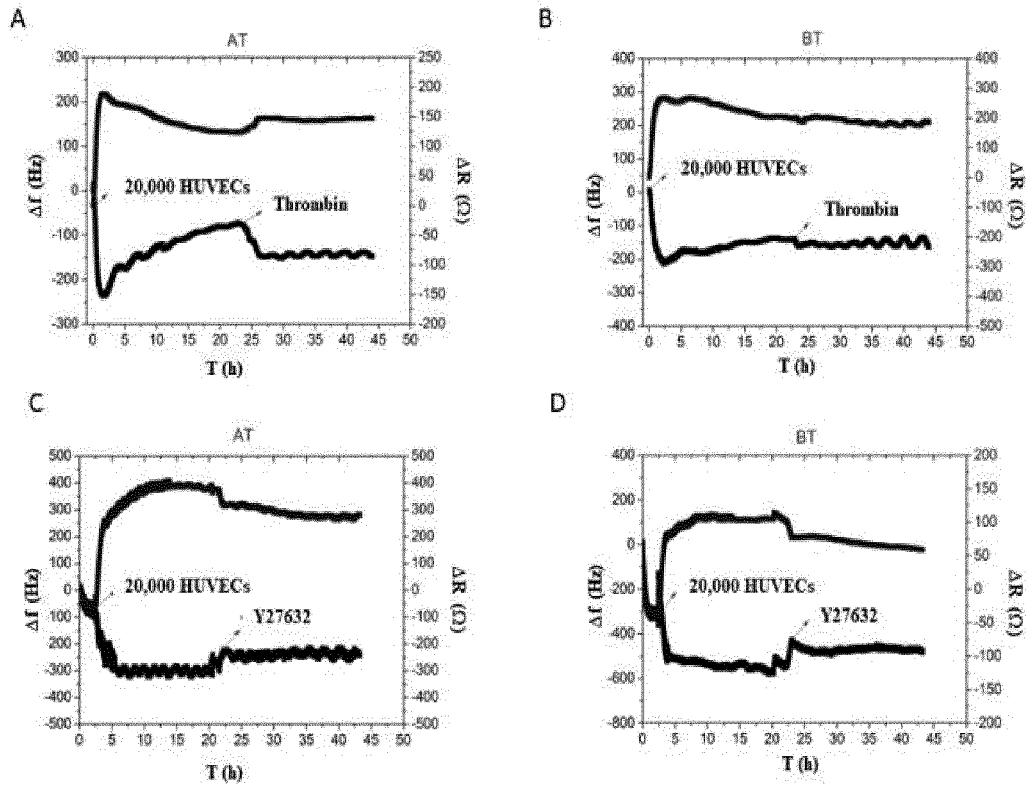 A
AT
300
200
100
0
-100
-200
-300
Δf (Hz)
250
200
150
100
50
0
-50
-100
150
200
ΔR (Ω)
20,000 HUVECs
Thrombin
0 5 10 15 20 25 30 35 40 45 50
T (h)
B
BT
400
300
200
100
0
-100
-200
-300
-400
Δf (Hz)
400
300
200
100
0
-100
-200
-300
-400
-500
ΔR (Ω)
20,000 HUVECs
Thrombin
0 5 10 15 20 25 30 35 40 45 50
T (h)
C
AT
500
400
300
200
100
0
100
-200
-300
-400
-500
Δf (Hz)
500
400
300
200
100
0
-100
200
300
400
500
ΔR (Ω)
20,000 HUVECs
Y27632
0 5 10 15 20 25 30 35 40 45 50
T (h)
D
BT
400
200
0
-200
-400
-600
-800
Δf (Hz)
200
150
100
50
0
-50
-100
150
200
ΔR (Ω)
20,000 HUVECs
Y27632
0 5 10 15 20 25 30 35 40 45 50
T (h)